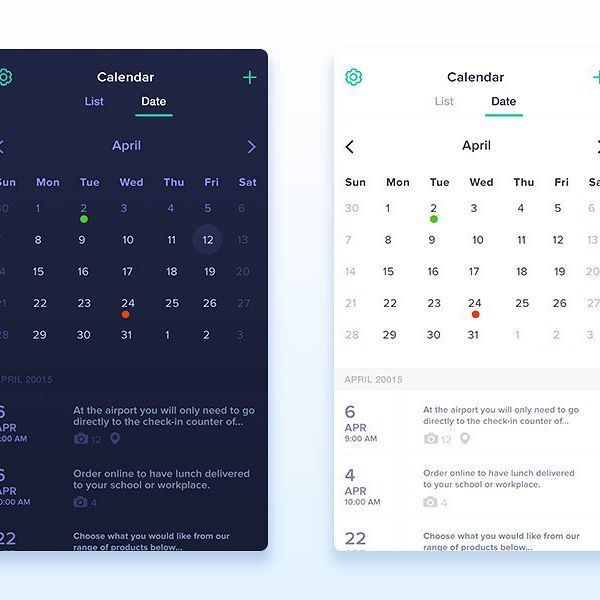 Calendar
List Date
April
Sun Mon Tue Wed Thu Fri Sat
30 1 2 3 4 5 6
7 8 9 10 11 12 13
14 15 16 17 18 19 20
21 22 23 24 25 26 27
28 29 30 31 1 2 3
APRIL 20015
6
APR
9:00 AM
At the airport you will only need to go
directly to the check-in counter of...
12
6
APR
10:00 AM
Order online to have lunch delivered
to your school or workplace.
4
22
APR
Choose what you would like from our
range of products below...
Calendar
List Date
April
Sun Mon Tue Wed Thu Fri Sa
30 1 2 3 4 5 6
7 8 9 10 11 12 13
14 15 16 17 18 19 20
21 22 23 24 25 26 27
28 29 30 31 1 2 3
APRIL 20015
6
APR
9:00 AM
At the airport you will only need to go
directly to the check-in counter of...
12
4
APR
10:00 AM
Order online to have lunch delivered
to your school or workplace.
4
22
APR
Choose what you would like from our
range of products below...